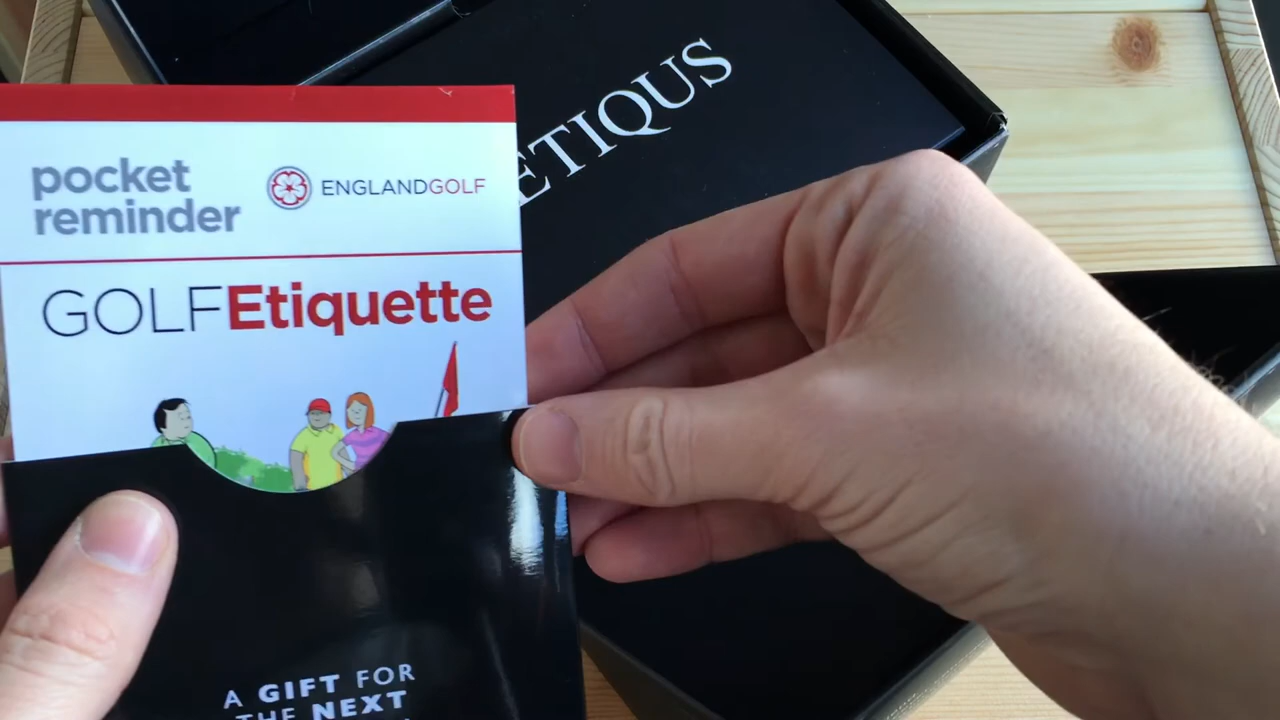 ETIQUS
pocket
reminder
ENGLANDGOLF
GOLFEtiquette
A GIFT FOR
THE NEXT